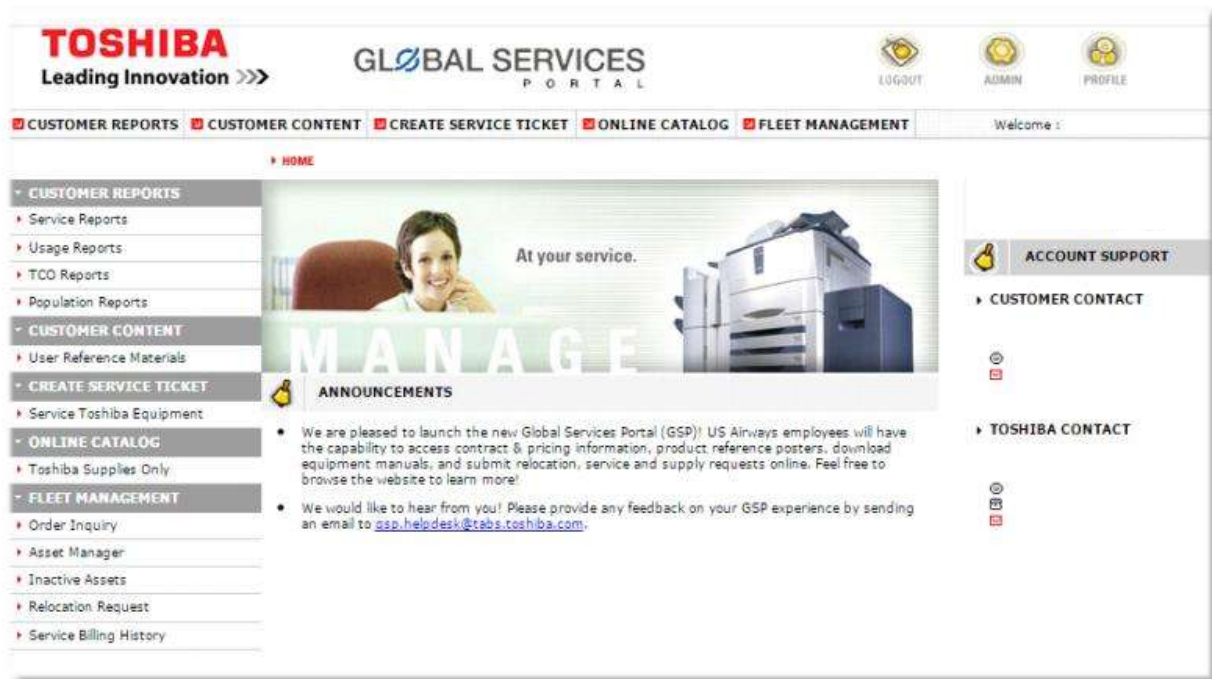 TOSHIBA
Leading Innovation >>>
GLØBAL SERVICES
PORTAL
LOGOUT
ADMIN
PROFILE
CUSTOMER REPORTS
CUSTOMER CONTENT
CREATE SERVICE TICKET
ONLINE CATALOG
FLEET MANAGEMENT
Welcome :
HOME
CUSTOMER REPORTS
Service Reports
Usage Reports
TCO Reports
Population Reports
CUSTOMER CONTENT
User Reference Materials
CREATE SERVICE TICKET
Service Toshiba Equipment
ONLINE CATALOG
Toshiba Supplies Only
FLEET MANAGEMENT
Order Inquiry
Asset Manager
Inactive Assets
Relocation Request
Service Billing History
At your service.
MANAGE
ANNOUNCEMENTS
• We are pleased to launch the new Global Services Portal (GSP)! US Airways employees will have
the capability to access contract & pricing information, product reference posters, download
equipment manuals, and submit relocation, service and supply requests online. Feel free to
browse the website to learn more!
• We would like to hear from you! Please provide any feedback on your GSP experience by sending
an email to gsp.helpdesk@tabs.toshiba.com.
ACCOUNT SUPPORT
CUSTOMER CONTACT
TOSHIBA CONTACT